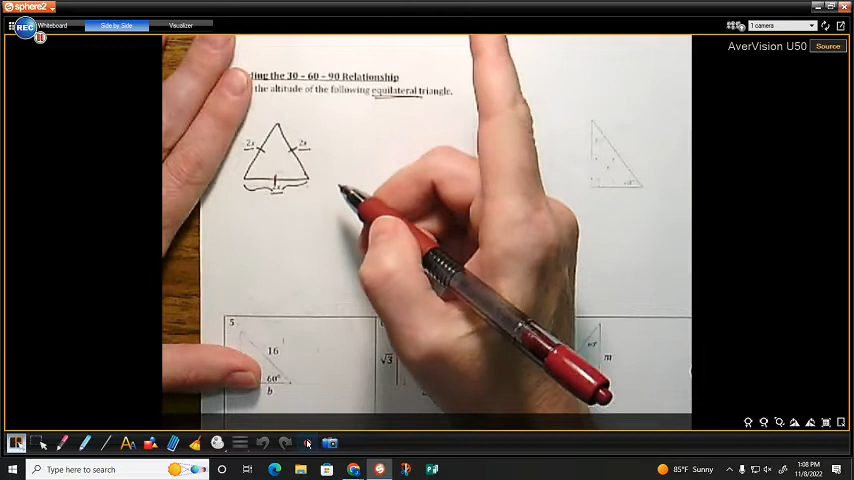 sphere2
Whiteboard
Side by Side
Visualizer
REC
1 camera
AverVision U50
Source
ding the 30 – 60 – 90 Relationship
the altitude of the following equilateral triangle.
2x
2x
2x
5
16
60°
b
√3
m
A
Type here to search
85°F Sunny
1:08 PM
11/8/2022